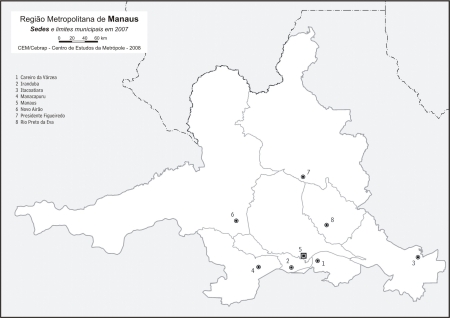 Região Metropolitana de Manaus
Sedes e limites municipais em 2007
0 20 40 60 km
CEM/Cebrap - Centro de Estudos da Metrópole - 2008
1 Careiro da Várzea
2 Iranduba
3 Itacoatiara
4 Manacapuru
5 Manaus
6 Novo Airão
7 Presidente Figueiredo
8 Rio Preto da Eva
7
6
8
5
4
2
1
3